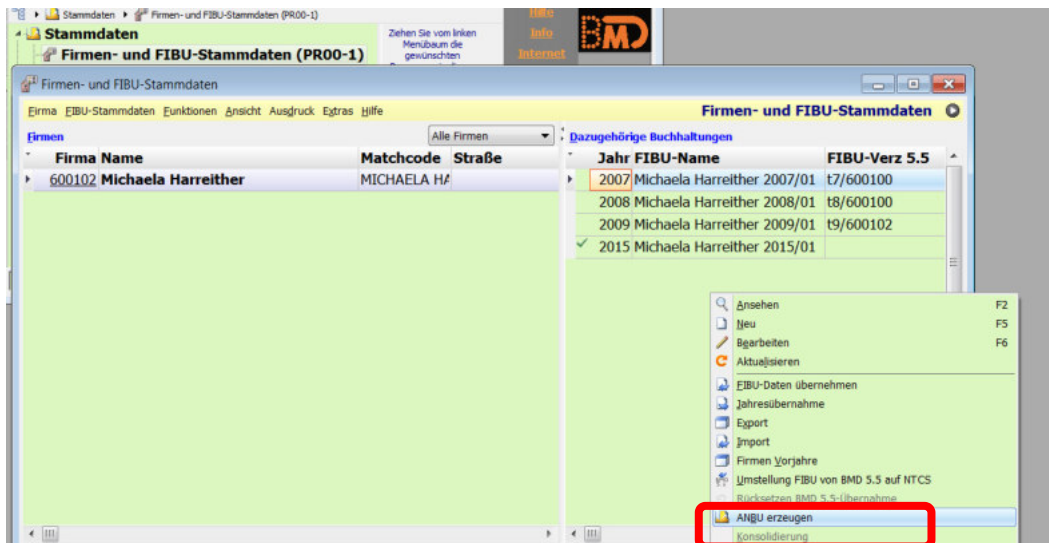 Stammdaten Firmen- und FIBU-Stammdaten (PR00-1)
Stammdaten
Firmen- und FIBU-Stammdaten (PR00-1)
Ziehen Sie vom linken
Menübaum die
gewünschten
Hilfe
Info
Internet
BMD
Firmen- und FIBU-Stammdaten
Firma FIBU-Stammdaten Funktionen Ansicht Ausdruck Extras Hilfe
Firmen- und FIBU-Stammdaten
Firmen
Alle Firmen
Dazugehörige Buchhaltungen
Firma Name Matchcode Straße
600102 Michaela Harreither MICHAELA HA
Jahr FIBU-Name FIBU-Verz 5.5
2007 Michaela Harreither 2007/01 t7/600100
2008 Michaela Harreither 2008/01 t8/600100
2009 Michaela Harreither 2009/01 t9/600102
2015 Michaela Harreither 2015/01
Ansehen F2
Neu F5
Bearbeiten F6
Aktualisieren
FIBU-Daten übernehmen
Jahresübernahme
Export
Import
Firmen Vorjahre
Umstellung FIBU von BMD 5.5 auf NTCS
Rücksetzen BMD 5.5-Übernahme
ANBU erzeugen
Konsolidierung